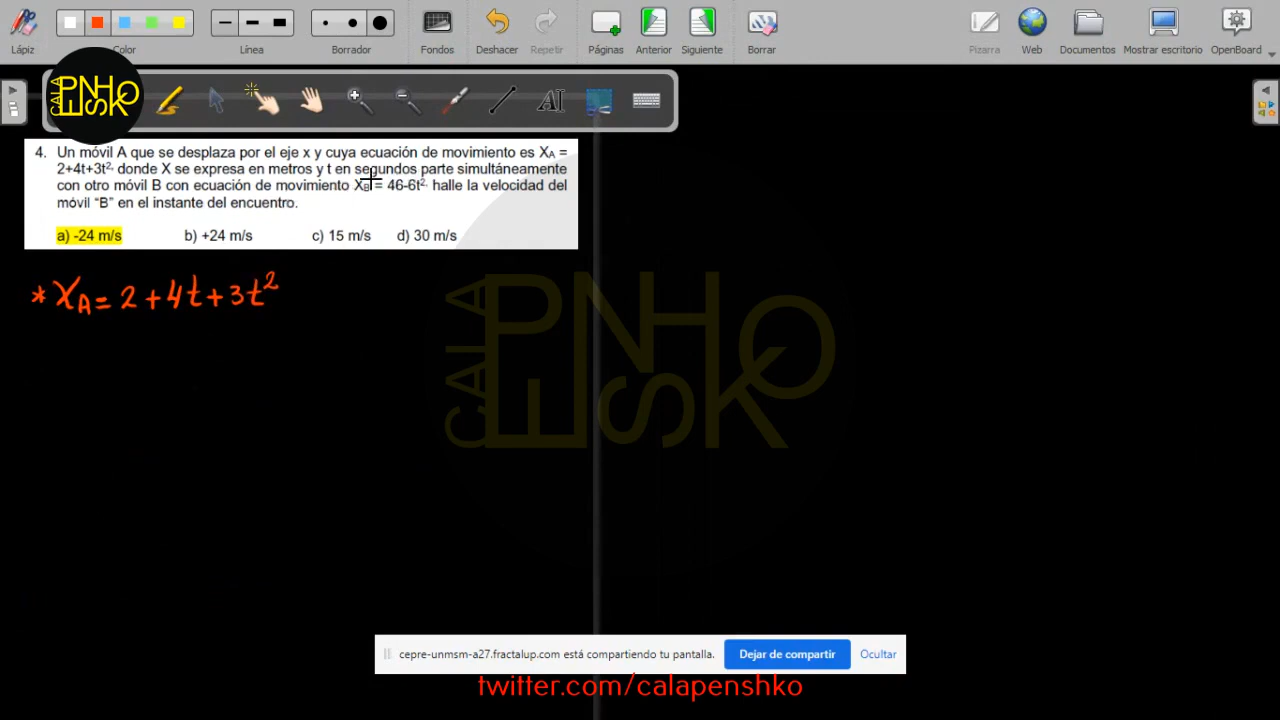 Lápiz Color Línea Borrador Fondos Deshacer Repetir Páginas Anterior Siguiente Borrar Pizarra Web Documentos Mostrar escritorio OpenBoard
CALA PENSHKO
4. Un móvil A que se desplaza por el eje x y cuya ecuación de movimiento es XA =
2+4t+3t², donde X se expresa en metros y t en segundos parte simultáneamente
con otro móvil B con ecuación de movimiento XB = 46-6t², halle la velocidad del
móvil “B” en el instante del encuentro.
a) -24 m/s b) +24 m/s c) 15 m/s d) 30 m/s
* XA = 2 + 4t + 3t²
CALA PENSHKO
cepre-unmsm-a27.fractalup.com está compartiendo tu pantalla. Dejar de compartir Ocultar
twitter.com/calapenshko